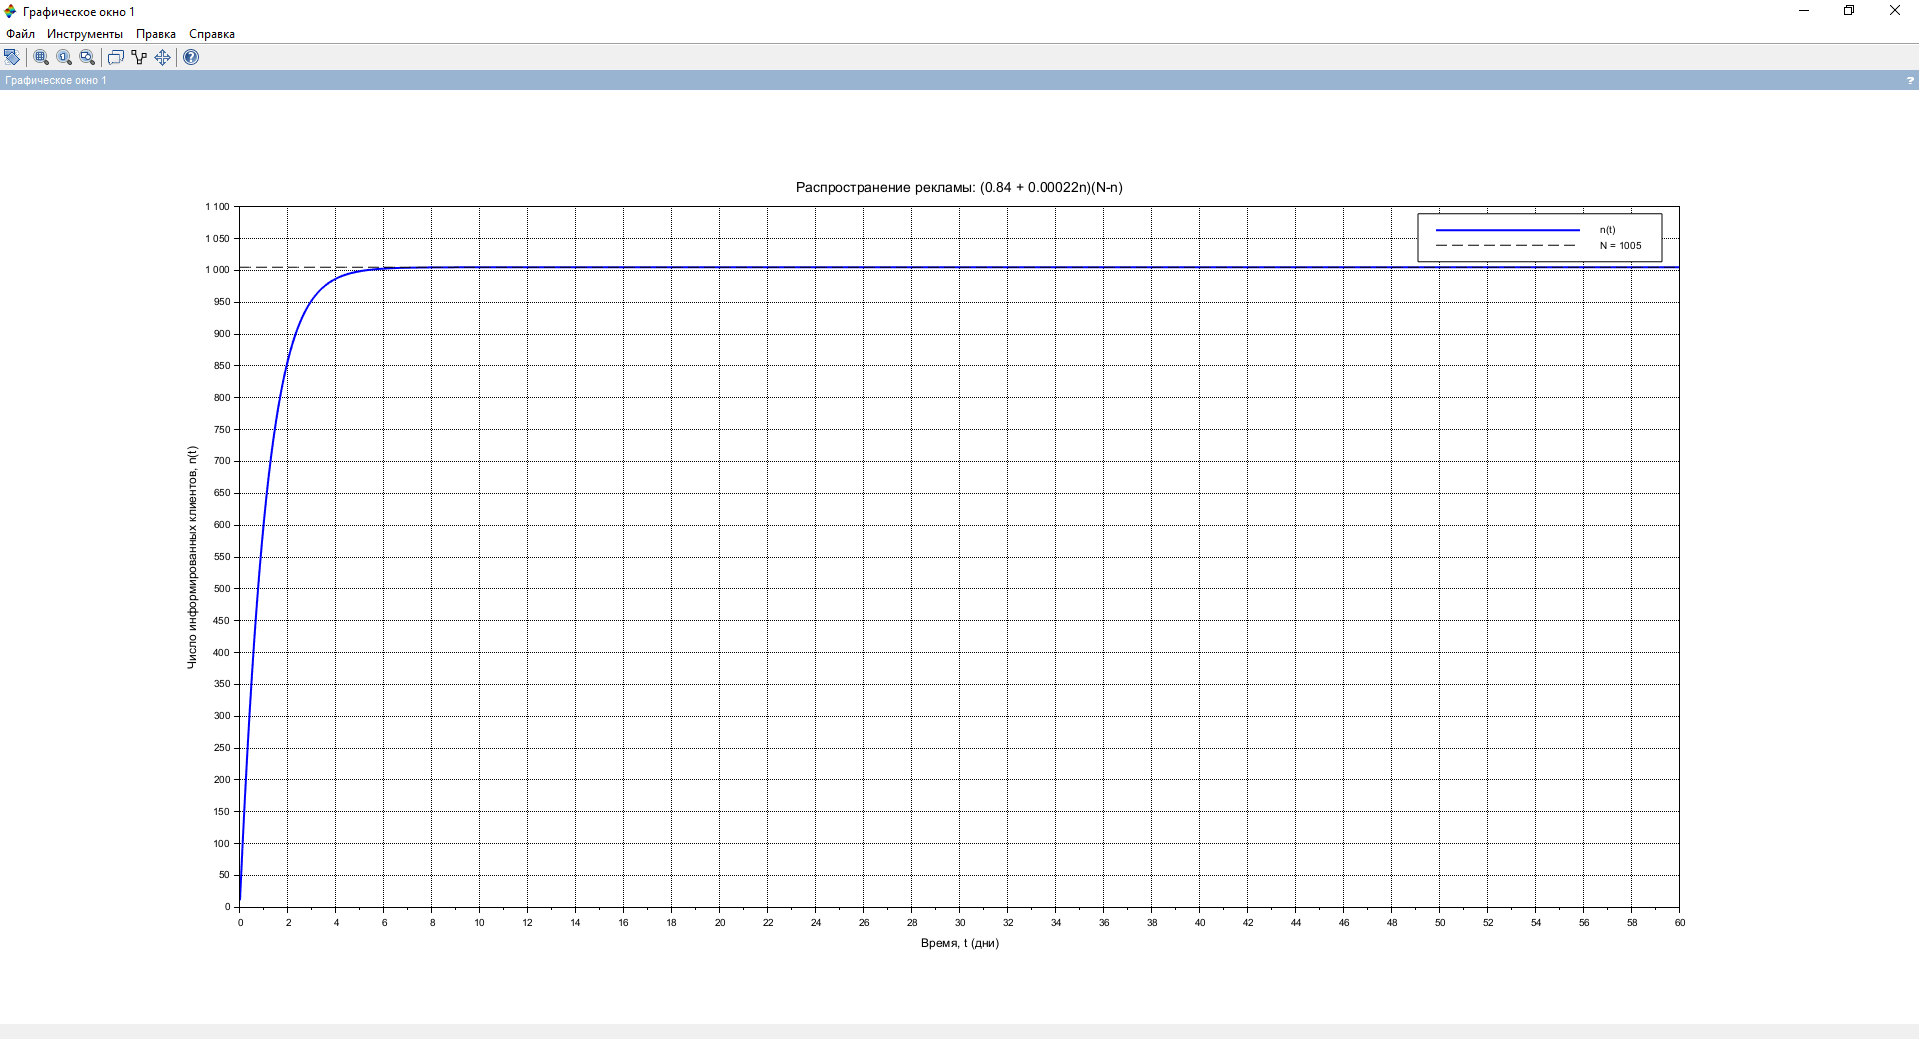 Графическое окно 1
Файл Инструменты Правка Справка
Графическое окно 1
?
Распространение рекламы: (0.84 + 0.00022n)(N-n)
n(t)
N = 1005
1 100
1 050
1 000
950
900
850
800
750
700
650
600
550
500
450
400
350
300
250
200
150
100
50
0
Число информированных клиентов, n(t)
0 2 4 6 8 10 12 14 16 18 20 22 24 26 28 30 32 34 36 38 40 42 44 46 48 50 52 54 56 58 60
Время, t (дни)